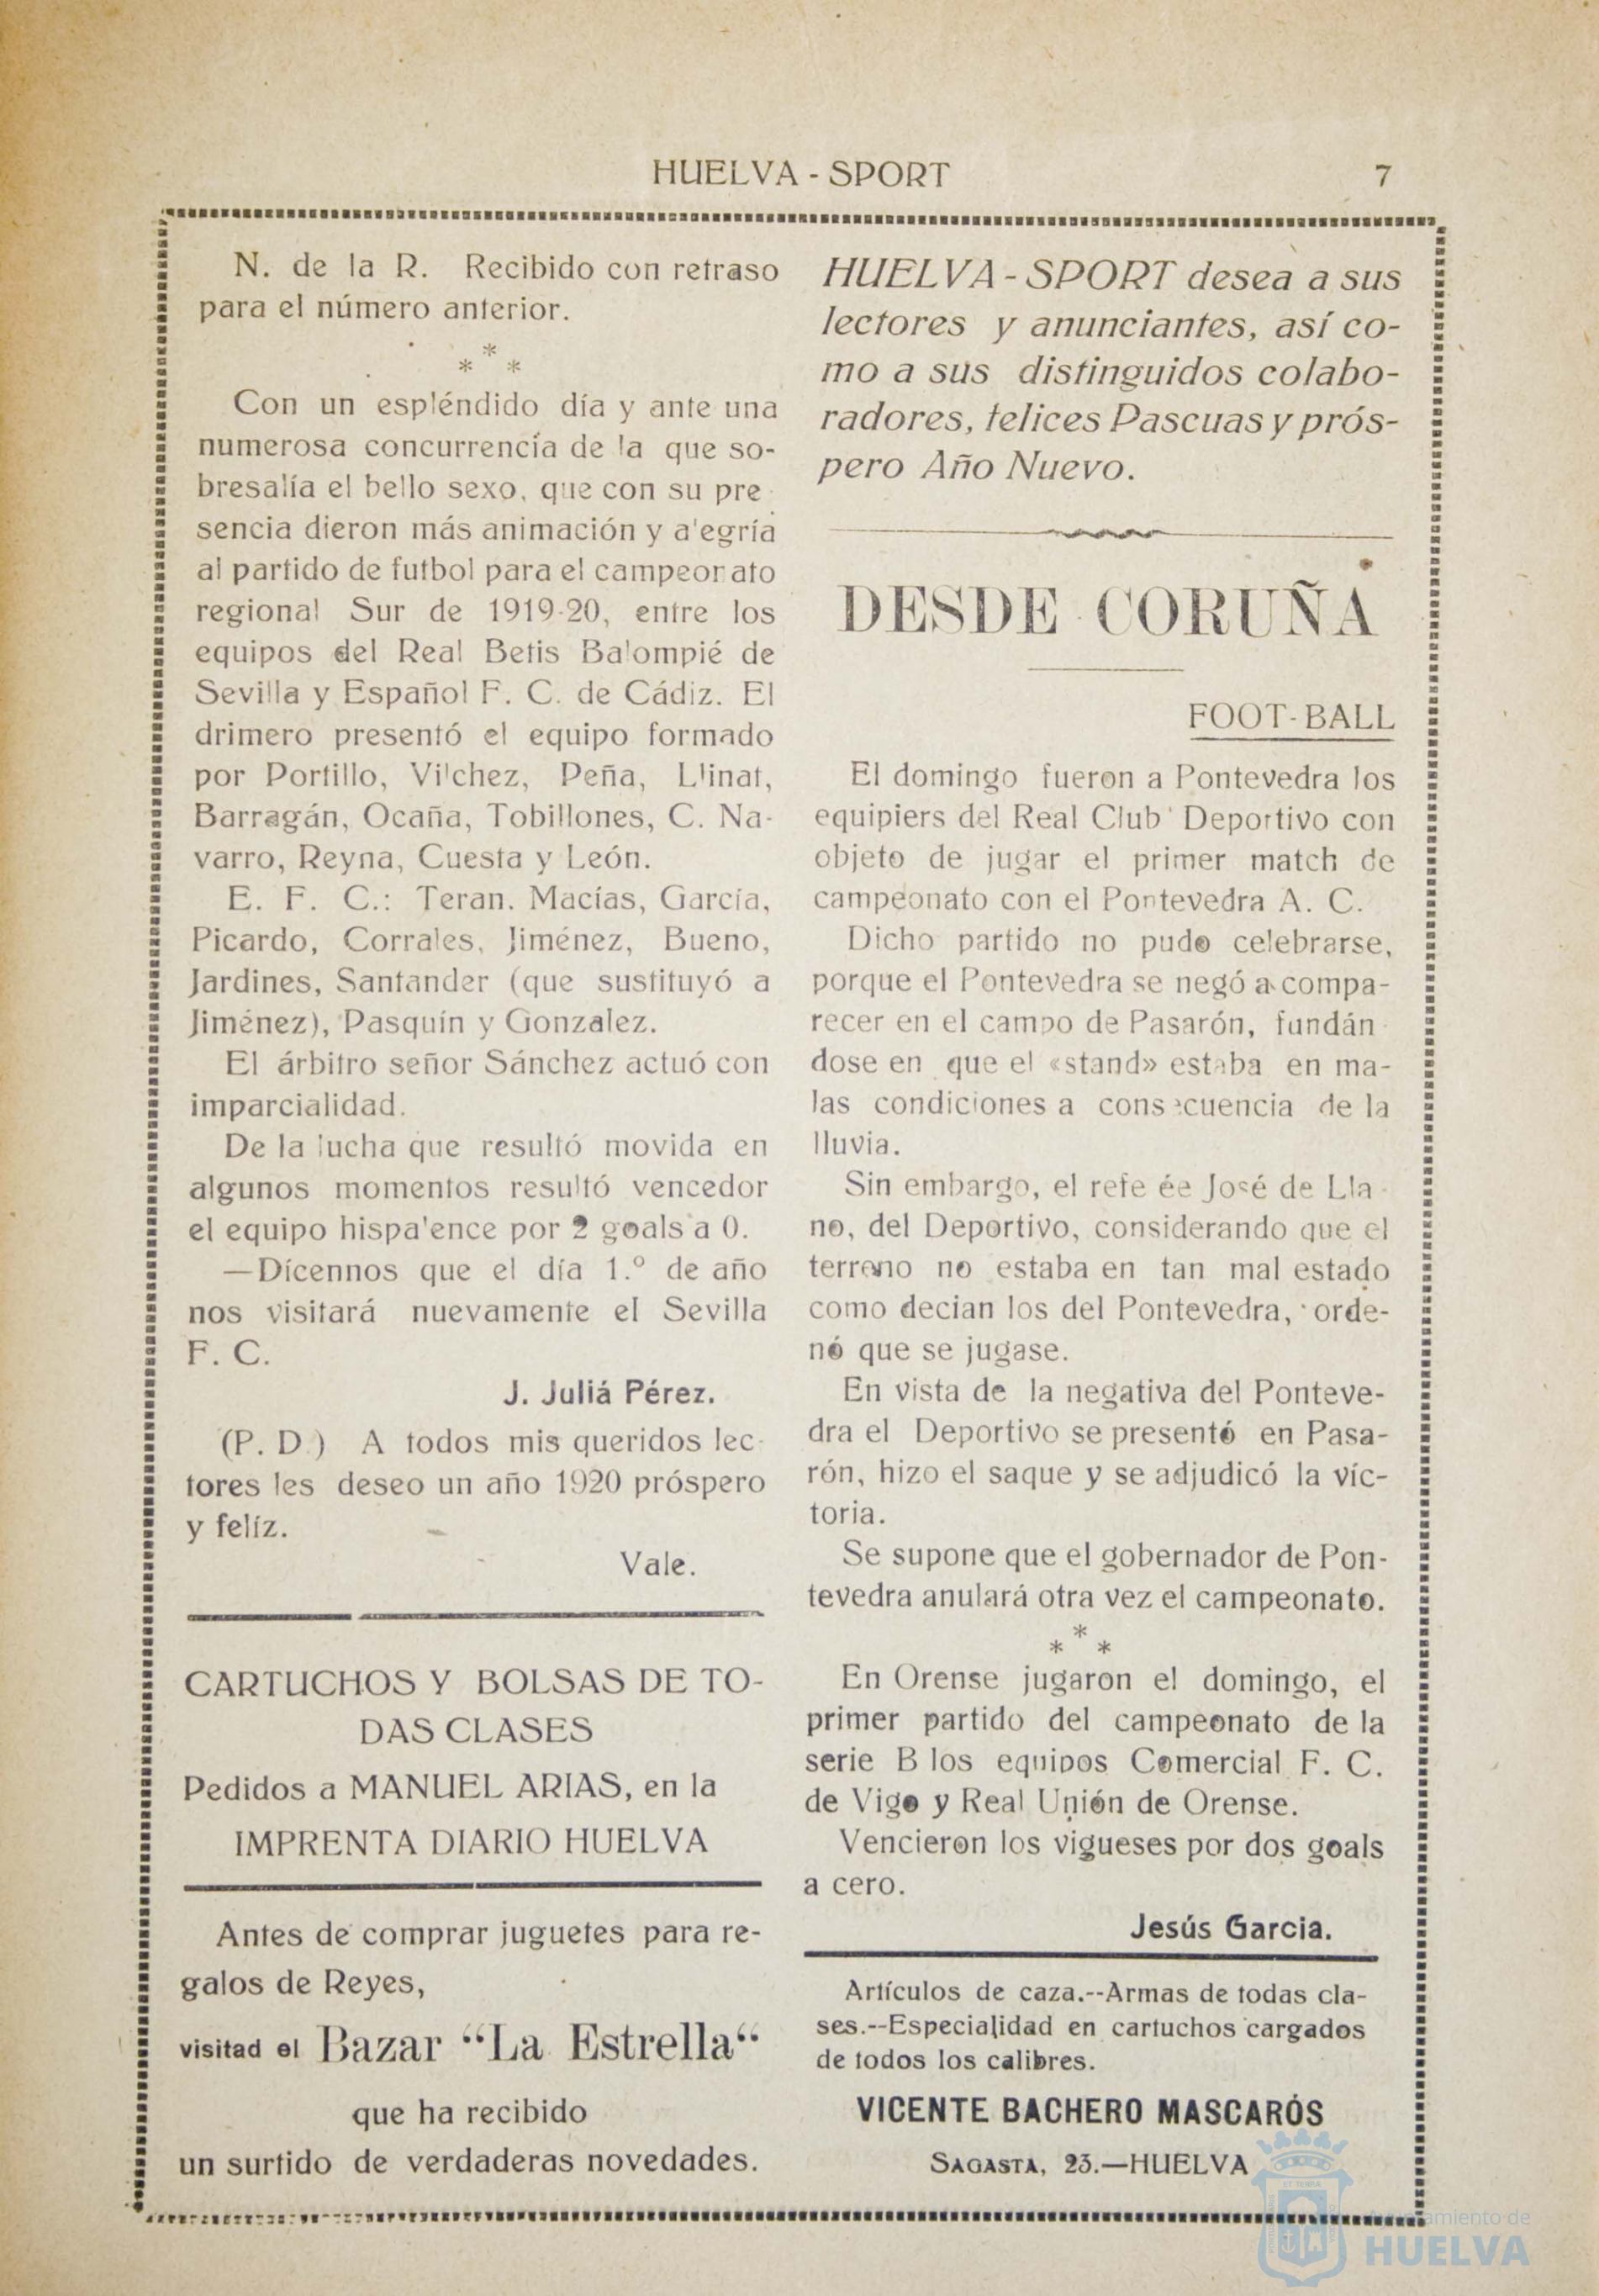 HUELVA - SPORT
7
N. de la R. Recibido con retraso
para el número anterior.
* * *
Con un espléndido día y ante una
numerosa concurrencía de la que so-
bresalía el bello sexo, que con su pre
sencia dieron más animación y alegría
al partido de futbol para el campeonato
regional Sur de 1919-20, entre los
equipos del Real Betis Balompié de
Sevilla y Español F. C. de Cádiz. El
drimero presentó el equipo formado
por Portillo, Vilchez, Peña, Llinat,
Barragán, Ocaña, Tobillones, C. Na-
varro, Reyna, Cuesta y León.
E. F. C.: Teran. Macías, García,
Picardo, Corrales, Jiménez, Bueno,
Jardines, Santander (que sustituyó a
Jiménez), Pasquín y Gonzalez.
El árbitro señor Sánchez actuó con
imparcialidad.
De la lucha que resultó movida en
algunos momentos resultó vencedor
el equipo hispalence por 2 goals a 0.
—Dícennos que el día 1.º de año
nos visitará nuevamente el Sevilla
F. C.
J. Juliá Pérez.
(P. D.) A todos mis queridos lec-
tores les deseo un año 1920 próspero
y felíz.
Vale.
CARTUCHOS Y BOLSAS DE TO-
DAS CLASES
Pedidos a MANUEL ARIAS, en la
IMPRENTA DIARIO HUELVA
Antes de comprar juguetes para re-
galos de Reyes,
visitad el Bazar “La Estrella“
que ha recibido
un surtido de verdaderas novedades.
HUELVA-SPORT desea a sus
lectores y anunciantes, así co-
mo a sus distinguidos colabo-
radores, telices Pascuas y prós-
pero Año Nuevo.
DESDE CORUÑA
FOOT-BALL
El domingo fueron a Pontevedra los
equipiers del Real Club Deportivo con
objeto de jugar el primer match de
campeonato con el Pontevedra A. C.
Dicho partido no pudo celebrarse,
porque el Pontevedra se negó a compa-
recer en el campo de Pasarón, fundán
dose en que el «stand» estaba en ma-
las condiciones a consecuencia de la
lluvia.
Sin embargo, el refe ée José de Lla-
no, del Deportivo, considerando que el
terreno no estaba en tan mal estado
como decian los del Pontevedra, orde-
nó que se jugase.
En vista de la negativa del Ponteve-
dra el Deportivo se presentó en Pasa-
rón, hizo el saque y se adjudicó la víc-
toria.
Se supone que el gobernador de Pon-
tevedra anulará otra vez el campeonato.
* * *
En Orense jugaron el domingo, el
primer partido del campeonato de la
serie B los equipos Comercial F. C.
de Vigo y Real Unión de Orense.
Vencieron los vigueses por dos goals
a cero.
Jesús Garcia.
Artículos de caza.--Armas de todas cla-
ses.--Especialidad en cartuchos cargados
de todos los calibres.
VICENTE BACHERO MASCARÓS
SAGASTA, 23.—HUELVA
Ayuntamiento de
HUELVA